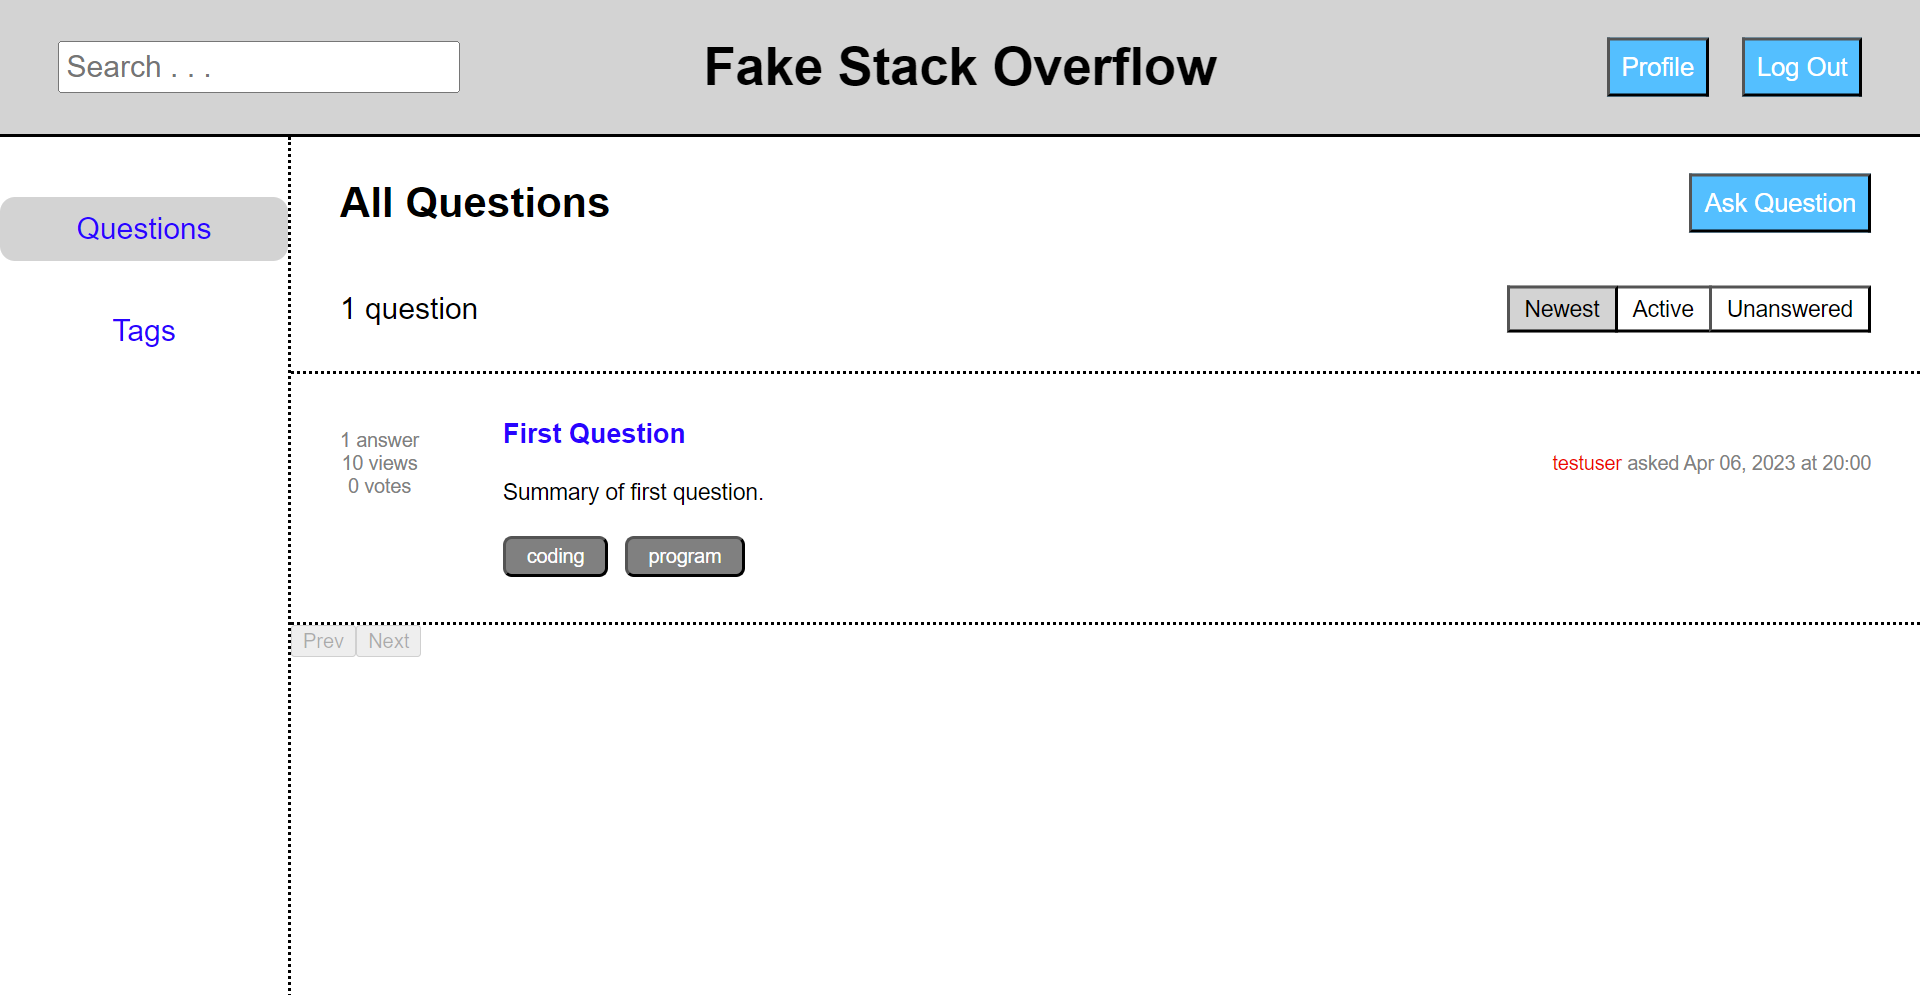 Search . . .
Fake Stack Overflow
Profile
Log Out
Questions
Tags
All Questions
Ask Question
1 question
Newest
Active
Unanswered
1 answer
10 views
0 votes
First Question
Summary of first question.
coding
program
testuser asked Apr 06, 2023 at 20:00
Prev
Next